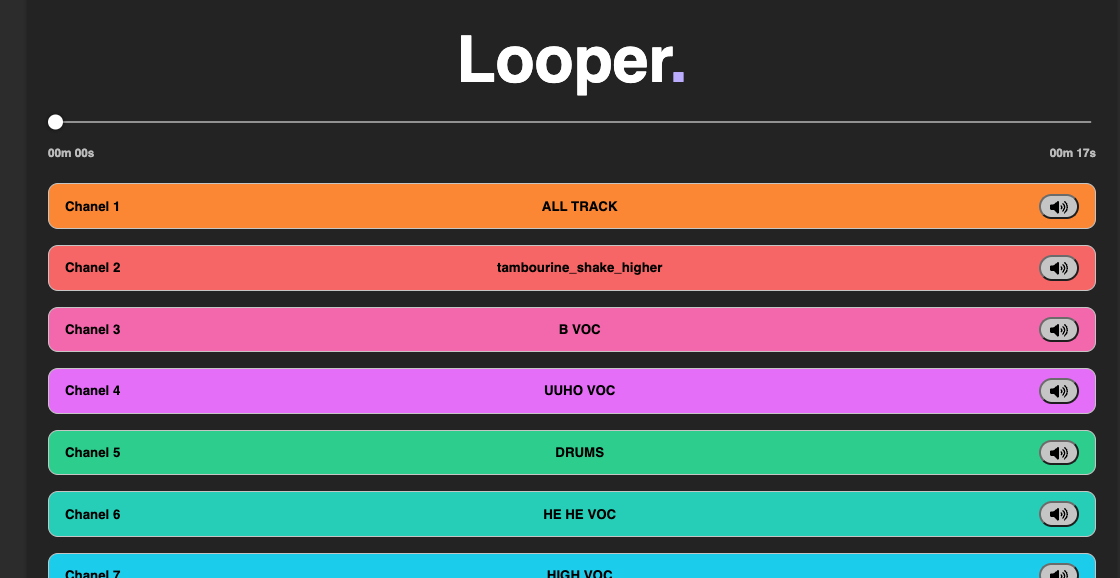 Looper.
00m 00s 00m 17s
Chanel 1 ALL TRACK
Chanel 2 tambourine_shake_higher
Chanel 3 B VOC
Chanel 4 UUHO VOC
Chanel 5 DRUMS
Chanel 6 HE HE VOC
Chanel 7 HIGH VOC